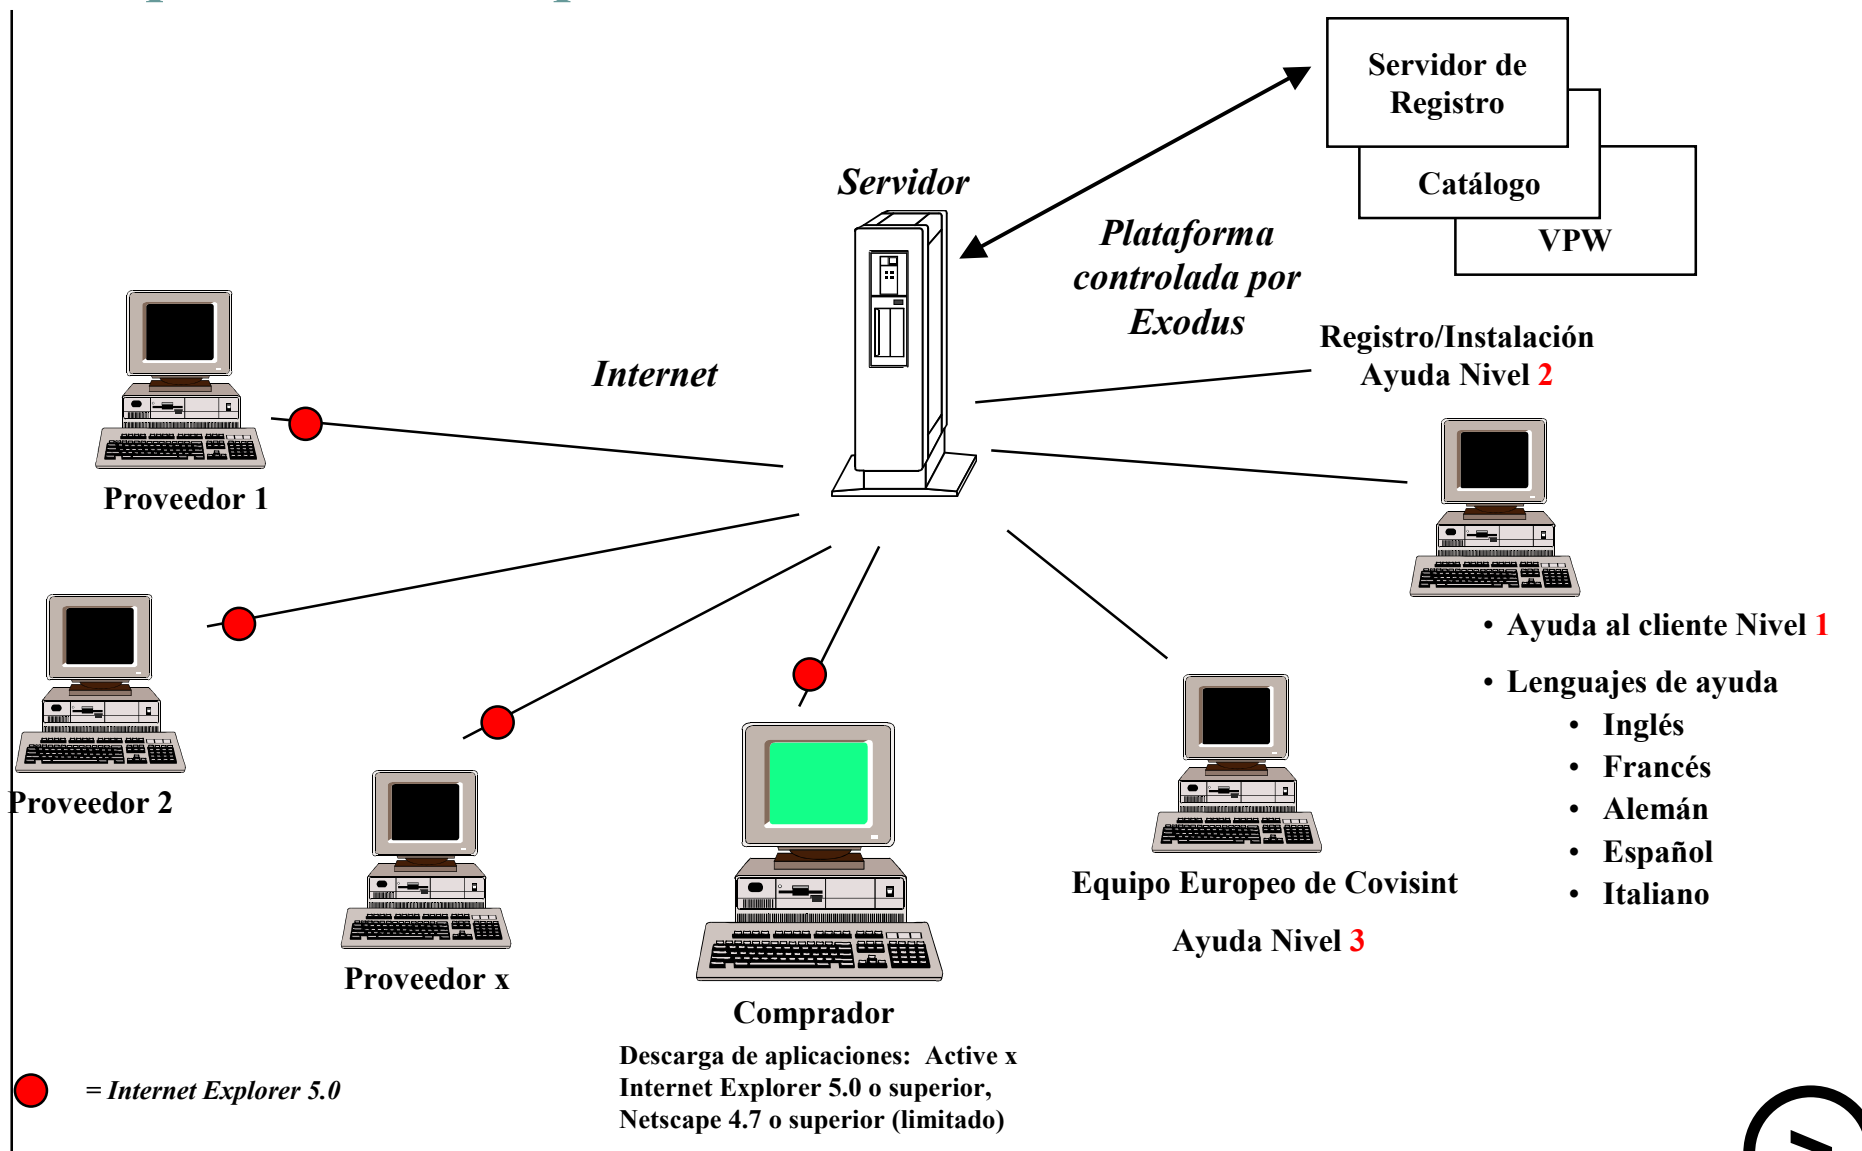 Servidor de
Registro
Catálogo
VPW
Servidor
Plataforma
controlada por
Exodus
Internet
Registro/Instalación
Ayuda Nivel 2
Proveedor 1
• Ayuda al cliente Nivel 1
• Lenguajes de ayuda
• Inglés
• Francés
• Alemán
• Español
• Italiano
Proveedor 2
Equipo Europeo de Covisint
Ayuda Nivel 3
Proveedor x
Comprador
Descarga de aplicaciones: Active x
Internet Explorer 5.0 o superior,
Netscape 4.7 o superior (limitado)
= Internet Explorer 5.0